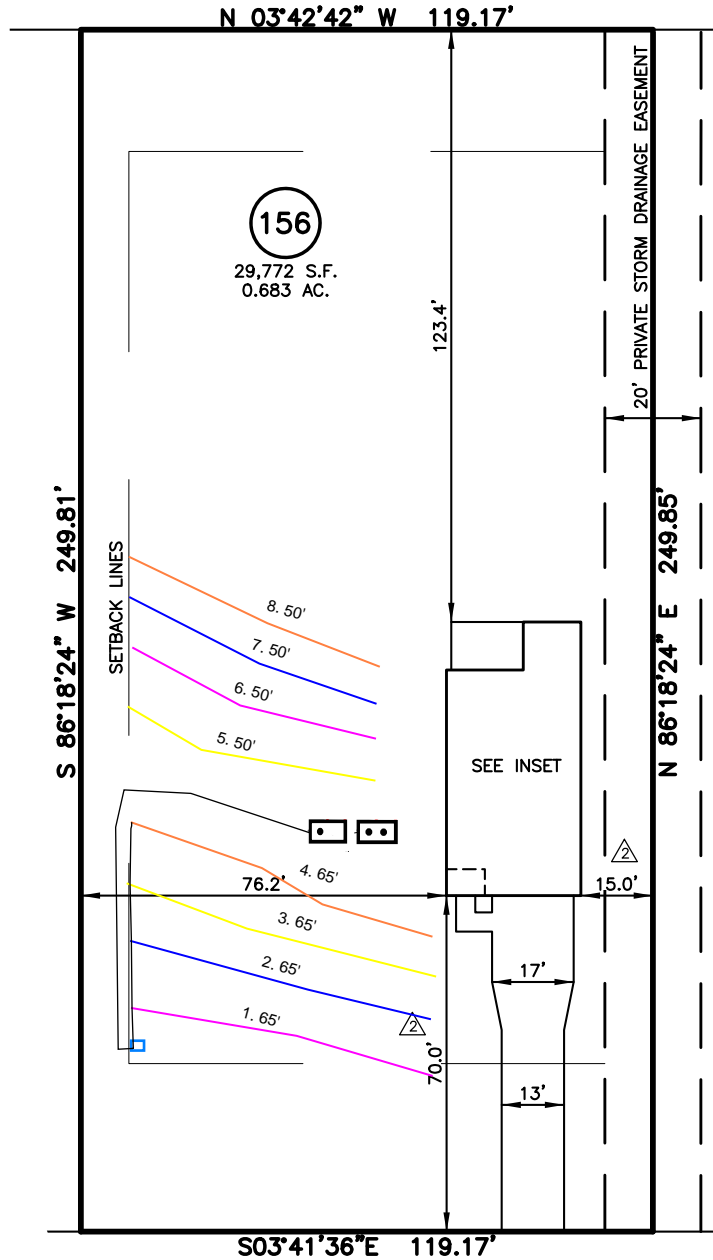 N 03°42'42" W 119.17'
20' PRIVATE STORM DRAINAGE EASEMENT
156
29,772 S.F.
0.683 AC.
123.4'
S 86°18'24" W 249.81'
N 86°18'24" E 249.85'
SETBACK LINES
8. 50'
7. 50'
6. 50'
5. 50'
SEE INSET
2
4. 65'
76.2'
15.0'
3. 65'
2. 65'
17'
1. 65'
2
70.0'
13'
S03°41'36"E 119.17'